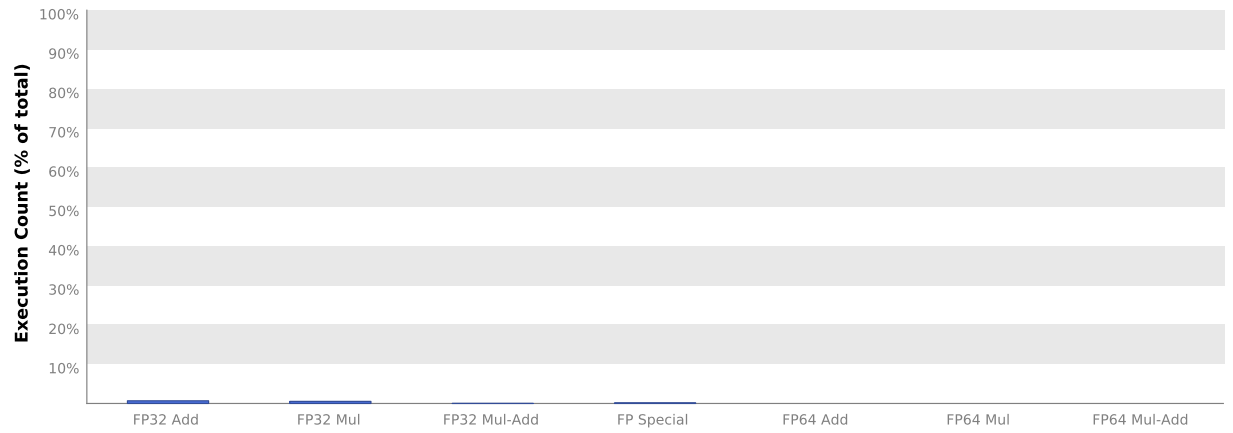 Execution Count (% of total)
100%
90%
80%
70%
60%
50%
40%
30%
20%
10%
FP32 Add
FP32 Mul
FP32 Mul-Add
FP Special
FP64 Add
FP64 Mul
FP64 Mul-Add